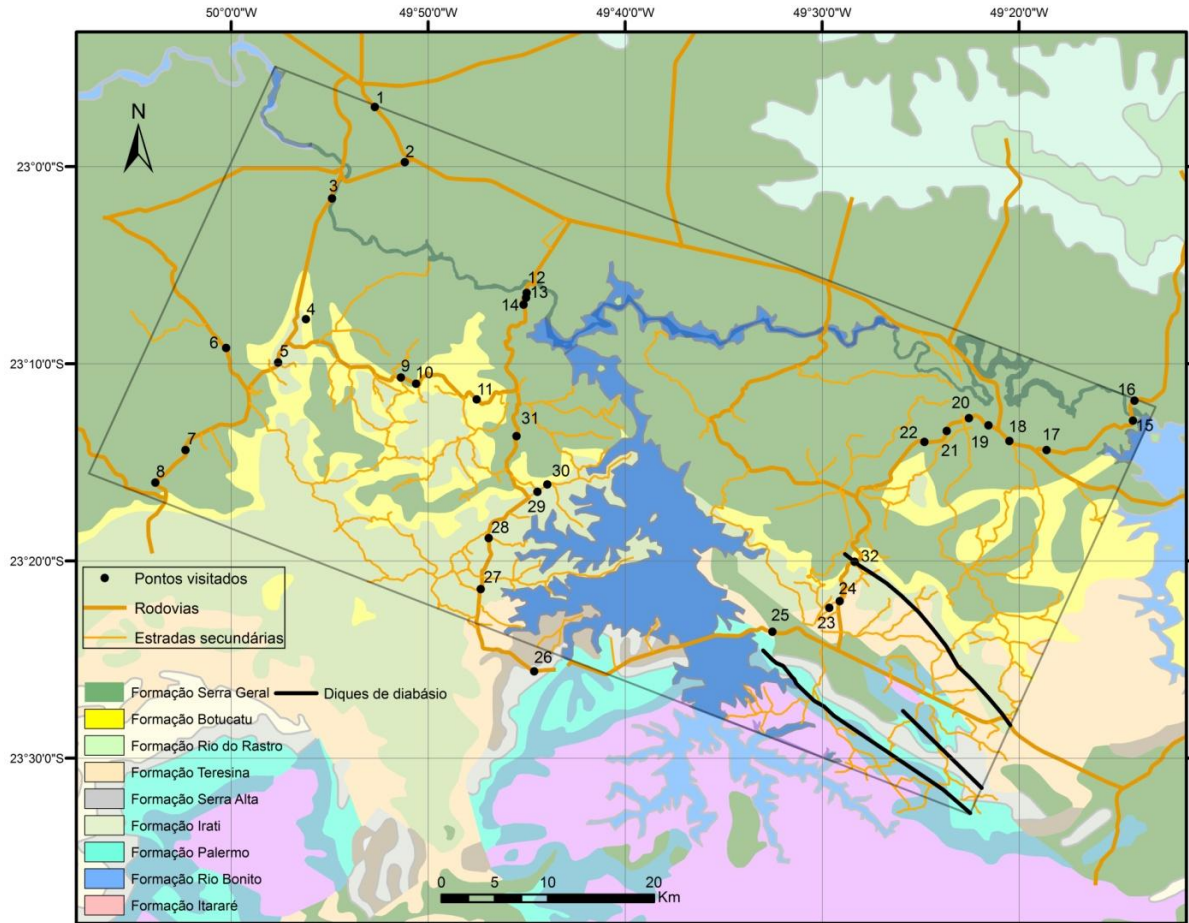 50°0'0"W 49°50'0"W 49°40'0"W 49°30'0"W 49°20'0"W
N
1
23°0'0"S
2
3
12
13
14
4
23°10'0"S
6
5
9
10
11
16
15
20
19
18
17
22
21
31
7
8
30
29
28
23°20'0"S
32
27
24
23
25
26
Pontos visitados
Rodovias
Estradas secundárias
Formação Serra Geral
Diques de diabásio
Formação Botucatu
Formação Rio do Rastro
Formação Teresina
Formação Serra Alta
Formação Irati
Formação Palermo
Formação Rio Bonito
Formação Itararé
23°30'0"S
0 5 10 20
Km